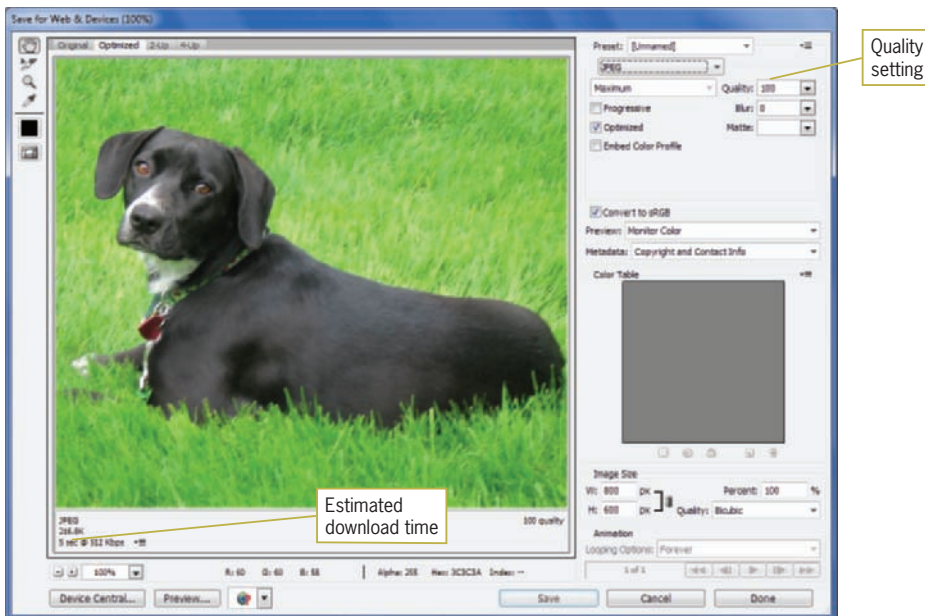 Save for Web & Devices (100%)
Original Optimized 2-Up 4-Up
Preset: [Unnamed]
JPEG
Maximum Quality: 100
Progressive Blur: 0
Optimized Matte:
Embed Color Profile
Convert to sRGB
Preview: Monitor Color
Metadata: Copyright and Contact Info
Color Table
Quality
setting
Image Size
W: 800 px Percent: 100 %
H: 600 px Quality: Bicubic
Animation
Looping Options: Forever
1 of 1
Estimated
download time
JPEG 100 quality
5 sec @ 512 Kbps
100% R: 60 G: 60 B: 58 Alpha: 255 Hex: 3C3C3A Index: --
Device Central... Preview... Save Cancel Done